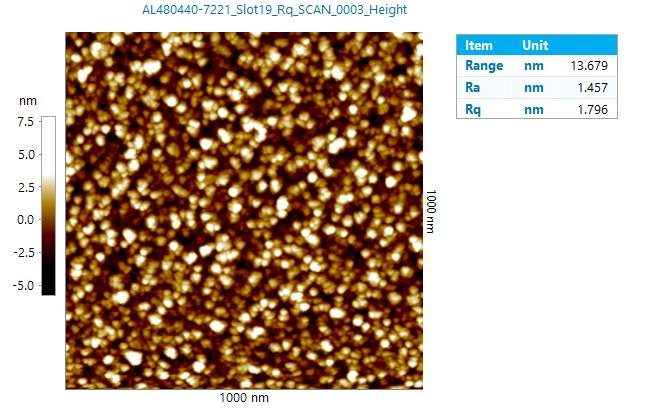 AL480440-7221_Slot19_Rq_SCAN_0003_Height
Item Unit
Range nm 13.679
Ra nm 1.457
Rq nm 1.796
nm
7.5
5.0
2.5
0.0
-2.5
-5.0
1000 nm
1000 nm